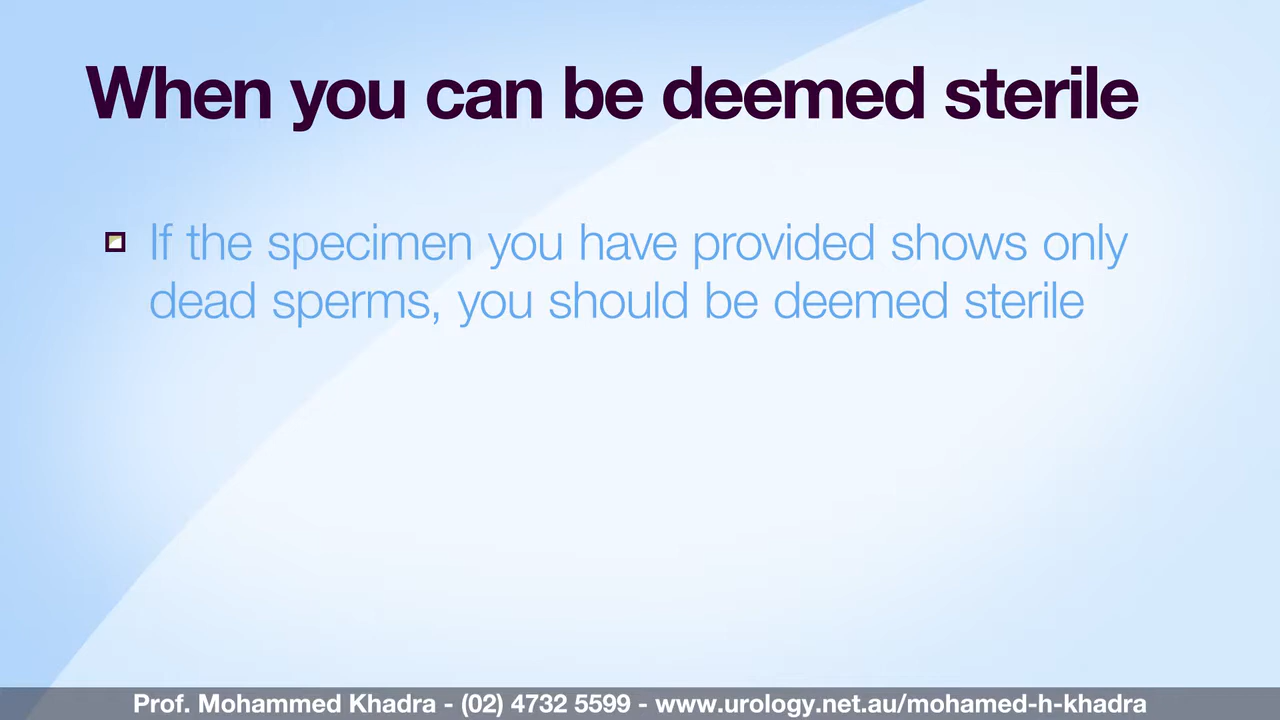 When you can be deemed sterile
If the specimen you have provided shows only
dead sperms, you should be deemed sterile
Prof. Mohammed Khadra - (02) 4732 5599 - www.urology.net.au/mohamed-h-khadra